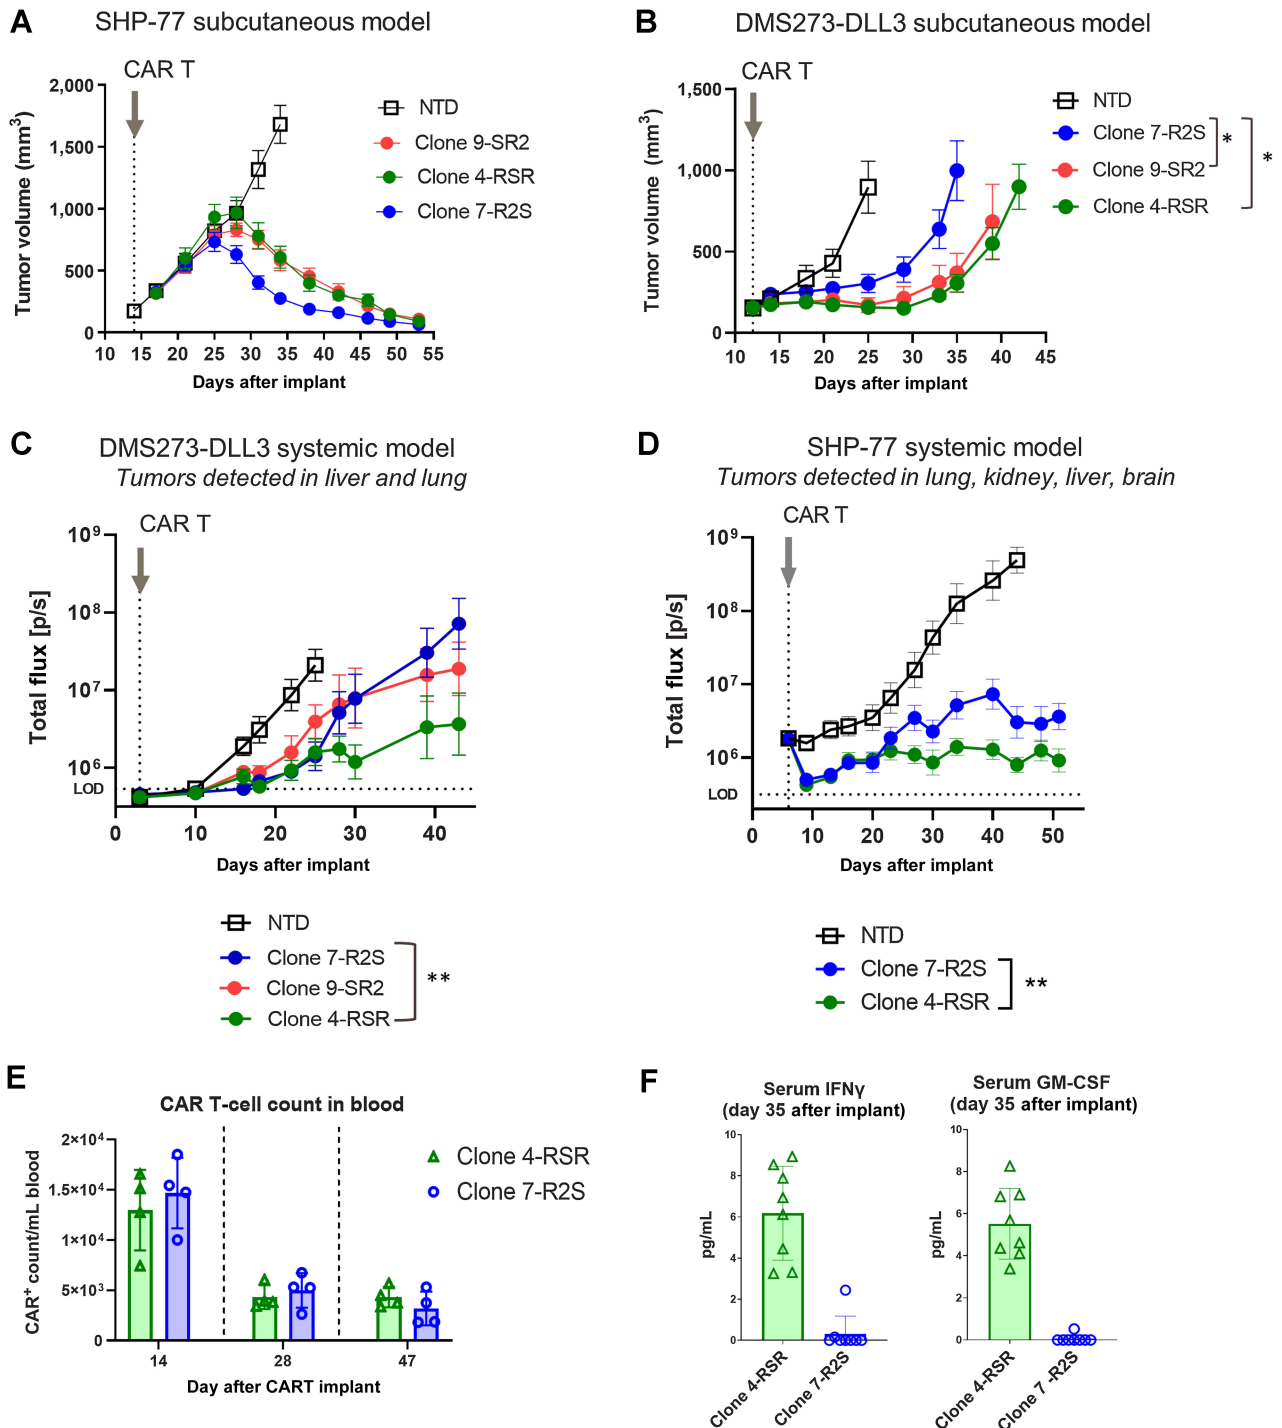 A
SHP-77 subcutaneous model
CAR T
Tumor volume (mm³)
2,000
1,500
1,000
500
0
10 15 20 25 30 35 40 45 50 55
Days after implant
NTD
Clone 9-SR2
Clone 4-RSR
Clone 7-R2S
B
DMS273-DLL3 subcutaneous model
CAR T
Tumor volume (mm³)
1,500
1,000
500
0
10 15 20 25 30 35 40 45
Days after implant
NTD
Clone 7-R2S
Clone 9-SR2
Clone 4-RSR
*
*
C
DMS273-DLL3 systemic model
Tumors detected in liver and lung
CAR T
Total flux [p/s]
10⁹
10⁸
10⁷
10⁶
LOD
0 10 20 30 40
Days after implant
NTD
Clone 7-R2S
Clone 9-SR2
Clone 4-RSR
**
D
SHP-77 systemic model
Tumors detected in lung, kidney, liver, brain
CAR T
Total flux [p/s]
10⁹
10⁸
10⁷
10⁶
LOD
0 10 20 30 40 50
Days after implant
NTD
Clone 7-R2S
Clone 4-RSR
**
E
CAR T-cell count in blood
CAR⁺ count/mL blood
2×10⁴
1.5×10⁴
1×10⁴
5×10³
0
14 28 47
Day after CART implant
Clone 4-RSR
Clone 7-R2S
F
Serum IFNγ
(day 35 after implant)
pg/mL
10
8
6
4
2
0
Clone 4-RSR
Clone 7-R2S
Serum GM-CSF
(day 35 after implant)
pg/mL
10
8
6
4
2
0
Clone 4-RSR
Clone 7 -R2S